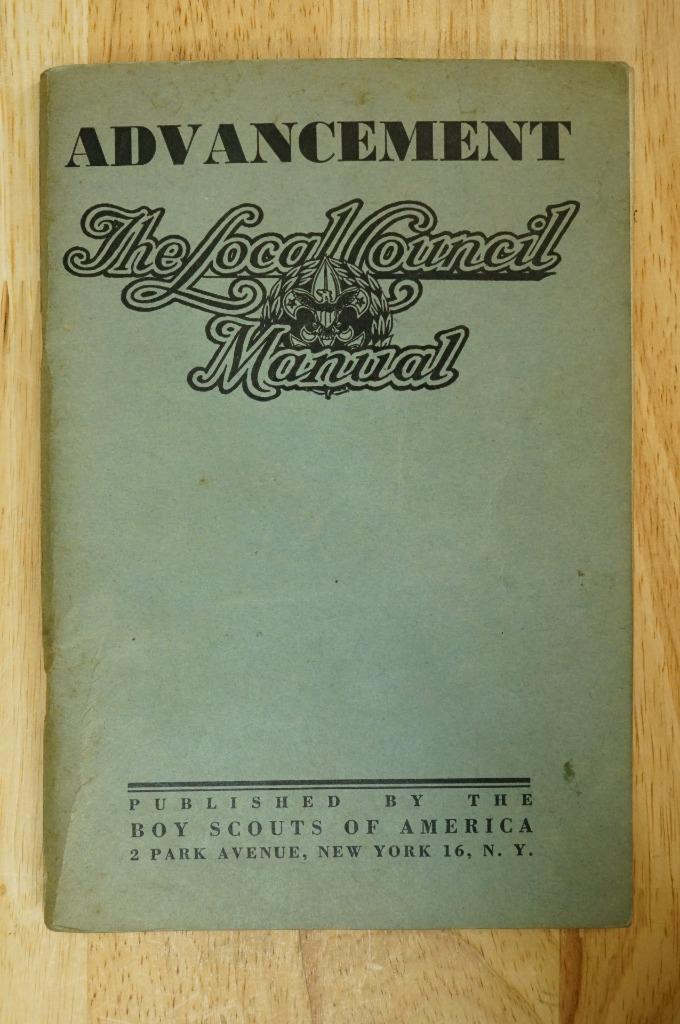 ADVANCEMENT
The Local Council
Manual
PUBLISHED BY THE
BOY SCOUTS OF AMERICA
2 PARK AVENUE, NEW YORK 16, N. Y.